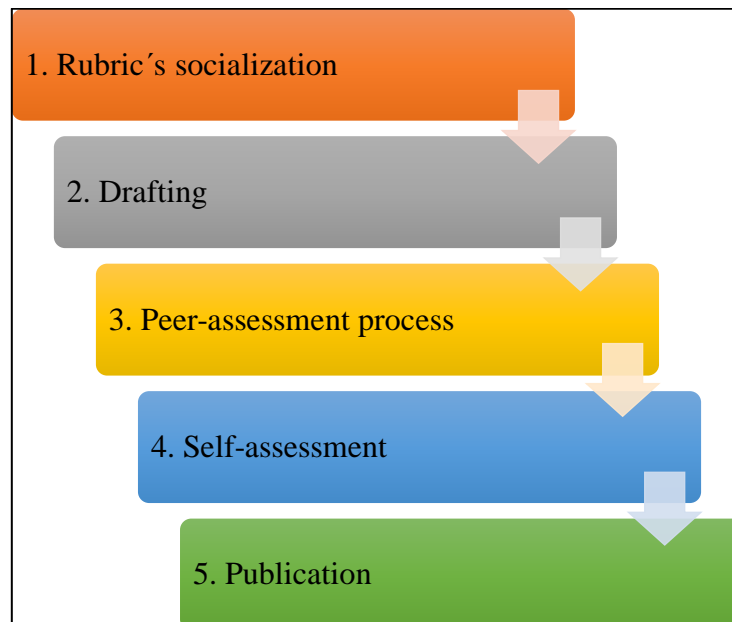 1. Rubric´s socialization
2. Drafting
3. Peer-assessment process
4. Self-assessment
5. Publication